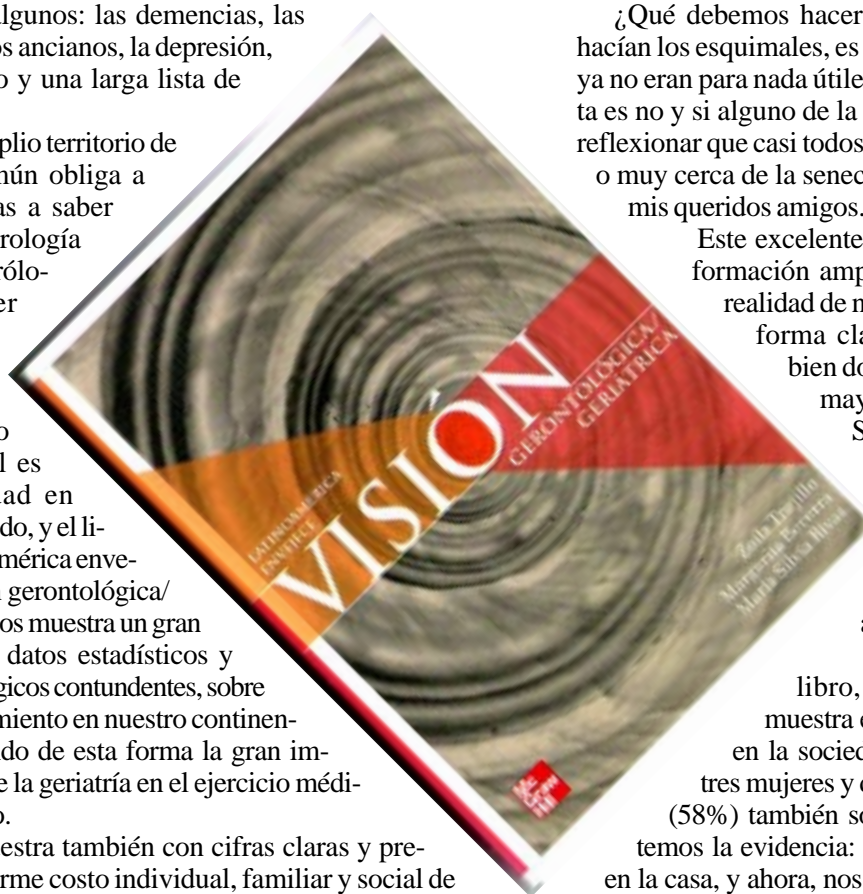 algunos: las demencias, las
os ancianos, la depresión,
o y una larga lista de
plio territorio de
mún obliga a
as a saber
rología
rólo-
er
o
l es
ad en
do, y el li-
mérica enve-
n gerontológica/
os muestra un gran
datos estadísticos y
gicos contundentes, sobre
miento en nuestro continen-
do de esta forma la gran im-
e la geriatría en el ejercicio médi-
o.
estra también con cifras claras y pre-
rme costo individual, familiar y social de
LATINOAMERICA
ENVEJECE
VISION
GERONTOLÓGICA/
GERIATRICA
Zoila Trujillo
Margarita Becerra
María Silvia Rivas
Mc
Graw
Hill
¿Qué debemos hacer
hacían los esquimales, es
ya no eran para nada útile
ta es no y si alguno de la
reflexionar que casi todos
o muy cerca de la senec
mis queridos amigos.
Este excelente
formación amp
realidad de n
forma cla
bien do
may
S
a
libro,
muestra e
en la socied
tres mujeres y
(58%) también so
temos la evidencia:
en la casa, y ahora, nos